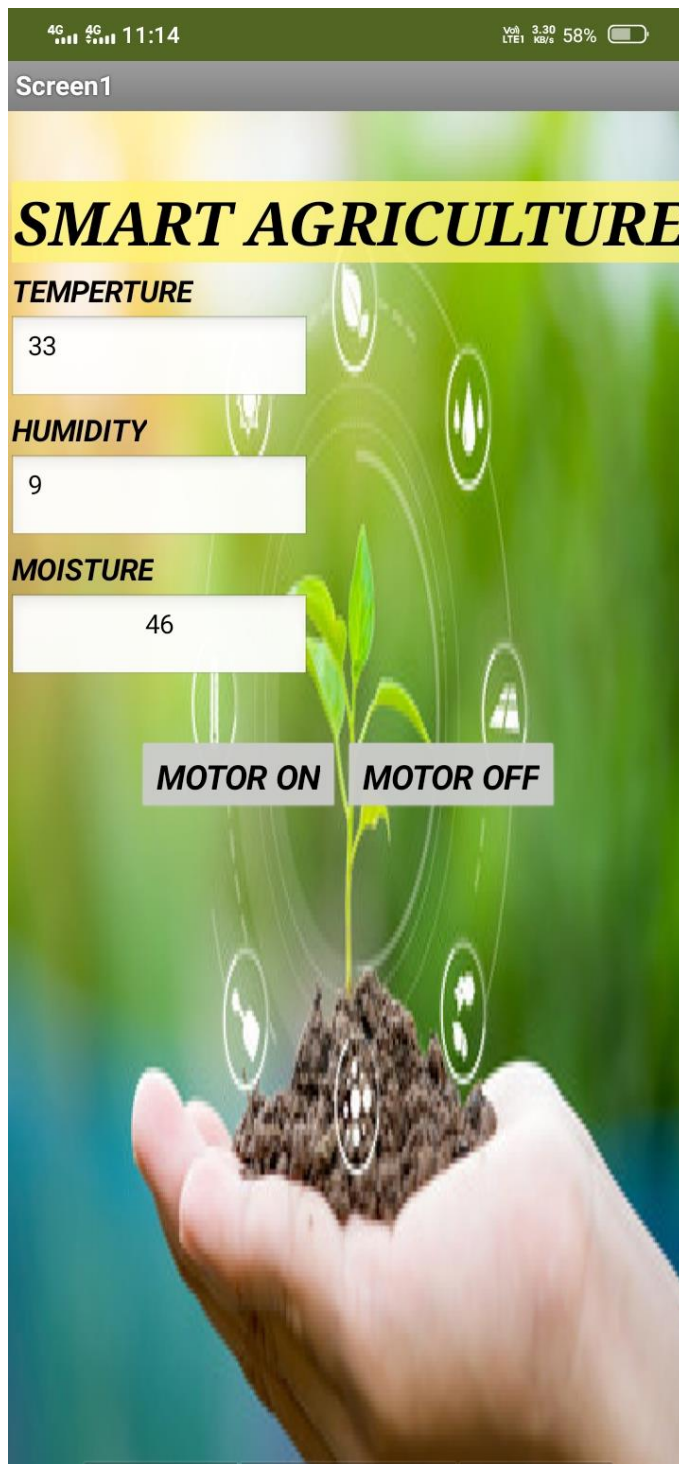 4G 4G 11:14 Vo) LTE1 3.30 KB/s 58%
Screen1
SMART AGRICULTURE
TEMPERTURE
33
HUMIDITY
9
MOISTURE
46
MOTOR ON MOTOR OFF